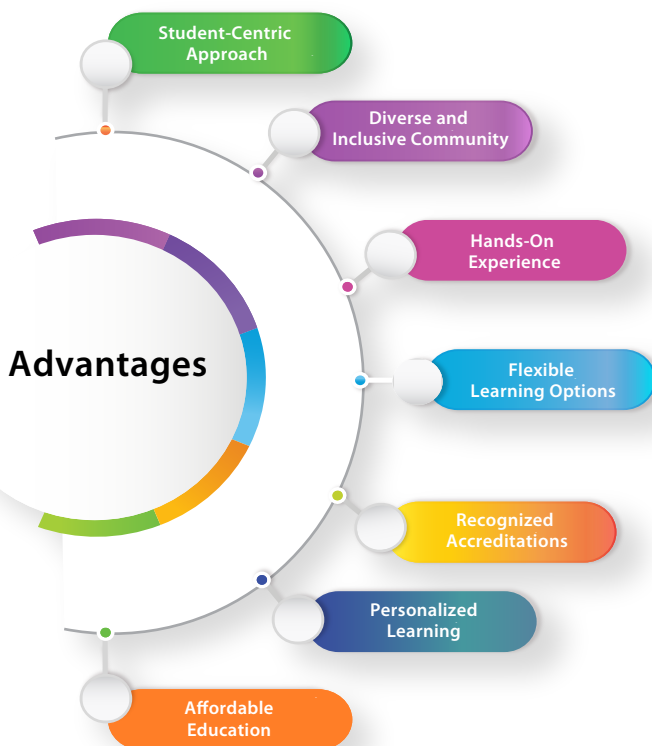 Student-Centric
Approach
Diverse and
Inclusive Community
Hands-On
Experience
Advantages
Flexible
Learning Options
Recognized
Accreditations
Personalized
Learning
Affordable
Education